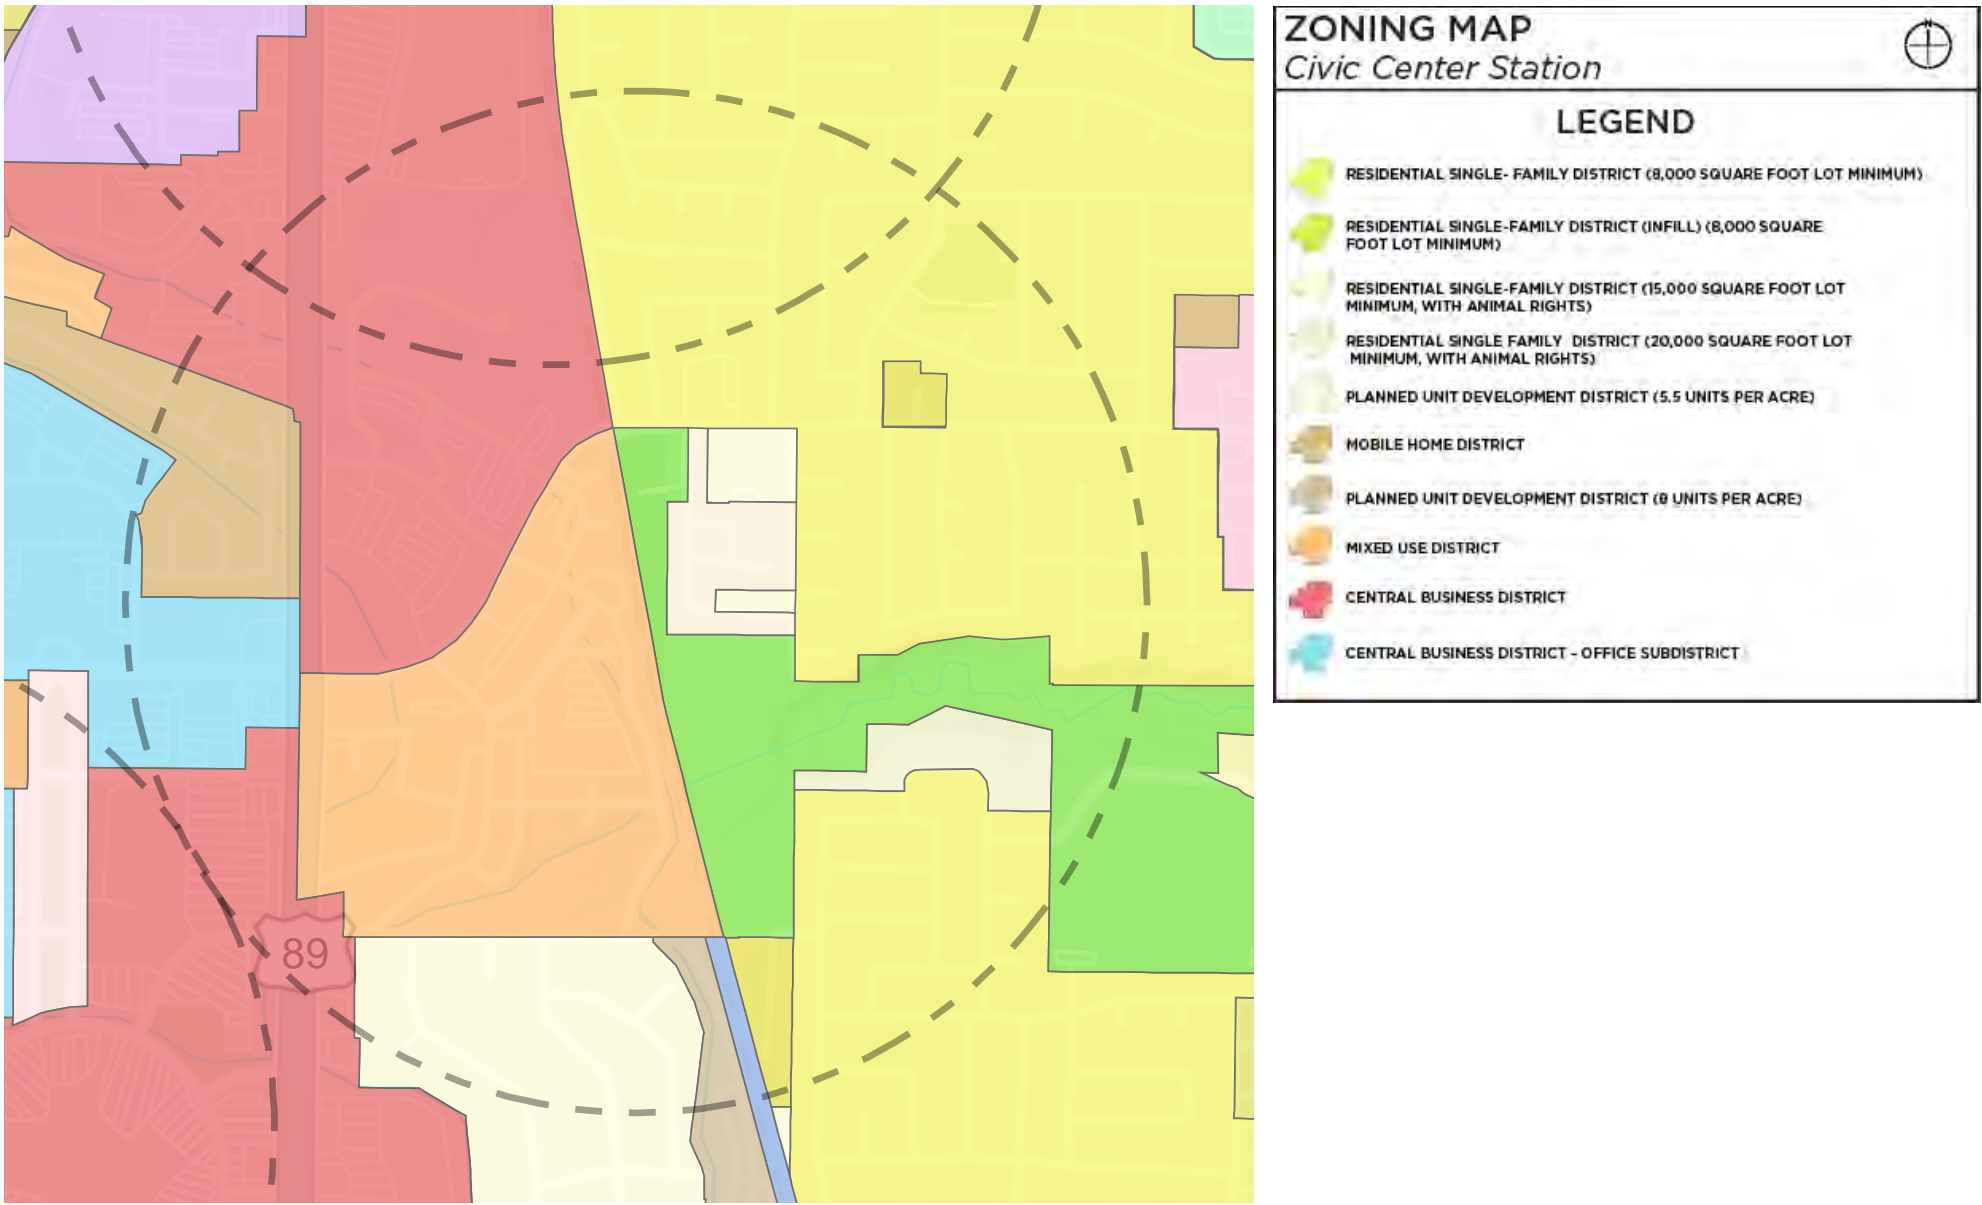 89
ZONING MAP
Civic Center Station
N
LEGEND
RESIDENTIAL SINGLE- FAMILY DISTRICT (8,000 SQUARE FOOT LOT MINIMUM)
RESIDENTIAL SINGLE-FAMILY DISTRICT (INFILL) (8,000 SQUARE
FOOT LOT MINIMUM)
RESIDENTIAL SINGLE-FAMILY DISTRICT (15,000 SQUARE FOOT LOT
MINIMUM, WITH ANIMAL RIGHTS)
RESIDENTIAL SINGLE FAMILY DISTRICT (20,000 SQUARE FOOT LOT
MINIMUM, WITH ANIMAL RIGHTS)
PLANNED UNIT DEVELOPMENT DISTRICT (5.5 UNITS PER ACRE)
MOBILE HOME DISTRICT
PLANNED UNIT DEVELOPMENT DISTRICT (8 UNITS PER ACRE)
MIXED USE DISTRICT
CENTRAL BUSINESS DISTRICT
CENTRAL BUSINESS DISTRICT - OFFICE SUBDISTRICT